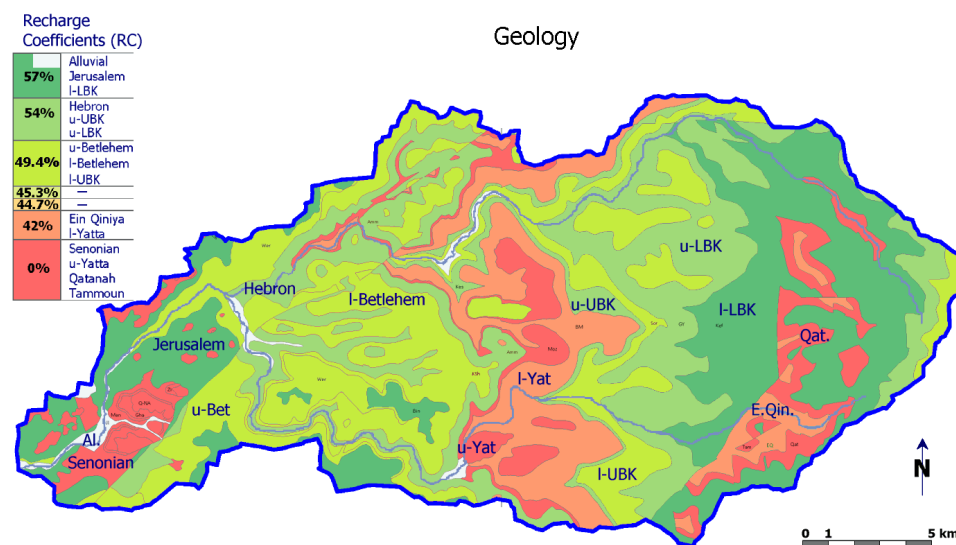 Recharge
Coefficients (RC)
Geology
57%
Alluvial
Jerusalem
l-LBK
54%
Hebron
u-UBK
u-LBK
49.4%
u-Betlehem
l-Betlehem
l-UBK
45.3%
—
44.7%
—
42%
Ein Qiniya
l-Yatta
0%
Senonian
u-Yatta
Qatanah
Tammoun
u-LBK
Hebron
l-Betlehem
u-UBK
l-LBK
Jerusalem
Qat.
l-Yat
u-Bet
E.Qin.
Al.
u-Yat
Senonian
l-UBK
N
0 1 5 km